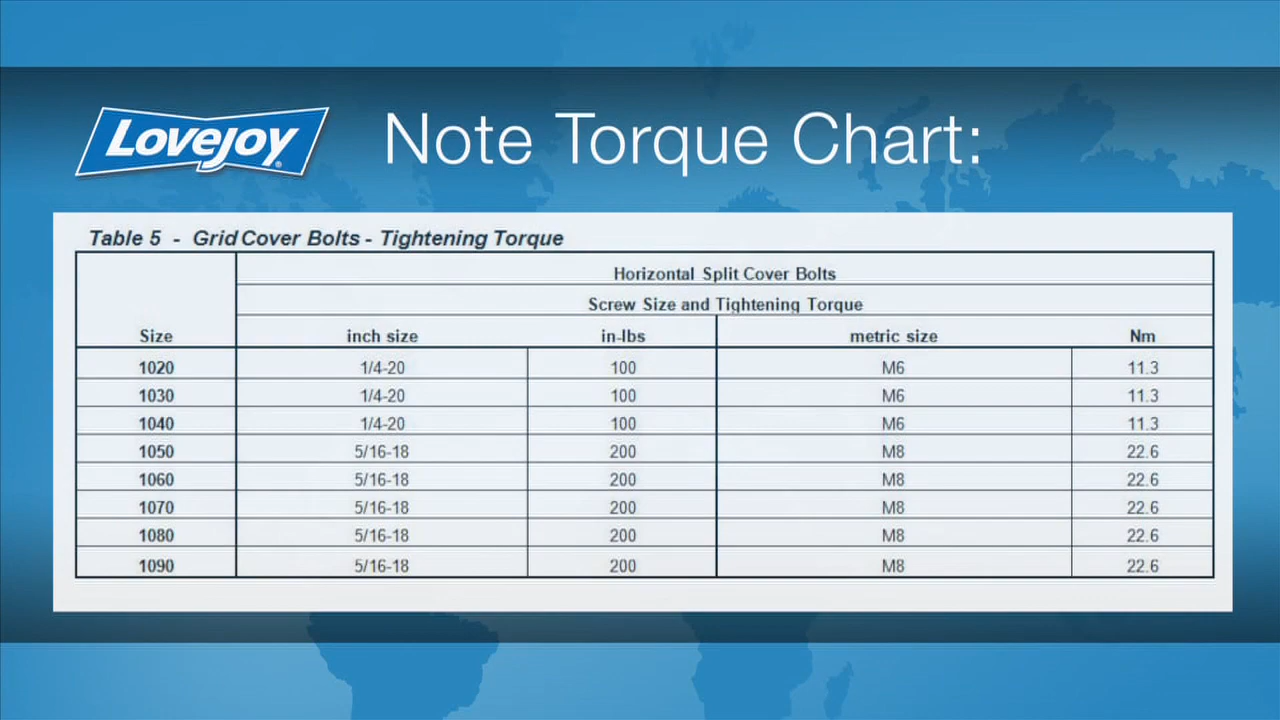 Lovejoy®
Note Torque Chart:
Table 5 - Grid Cover Bolts - Tightening Torque
Horizontal Split Cover Bolts
Screw Size and Tightening Torque
Size inch size in-lbs metric size Nm
1020 1/4-20 100 M6 11.3
1030 1/4-20 100 M6 11.3
1040 1/4-20 100 M6 11.3
1050 5/16-18 200 M8 22.6
1060 5/16-18 200 M8 22.6
1070 5/16-18 200 M8 22.6
1080 5/16-18 200 M8 22.6
1090 5/16-18 200 M8 22.6